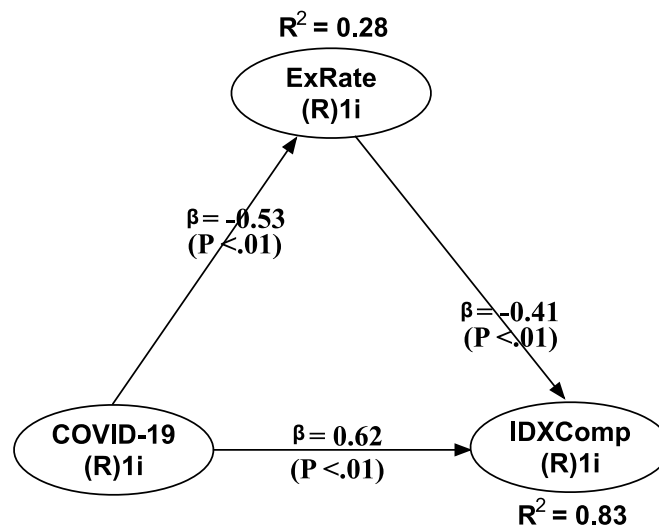 R² = 0.28
ExRate
(R)1i
β = -0.53
(P <.01)
β = -0.41
(P <.01)
COVID-19
(R)1i
β = 0.62
(P <.01)
IDXComp
(R)1i
R² = 0.83